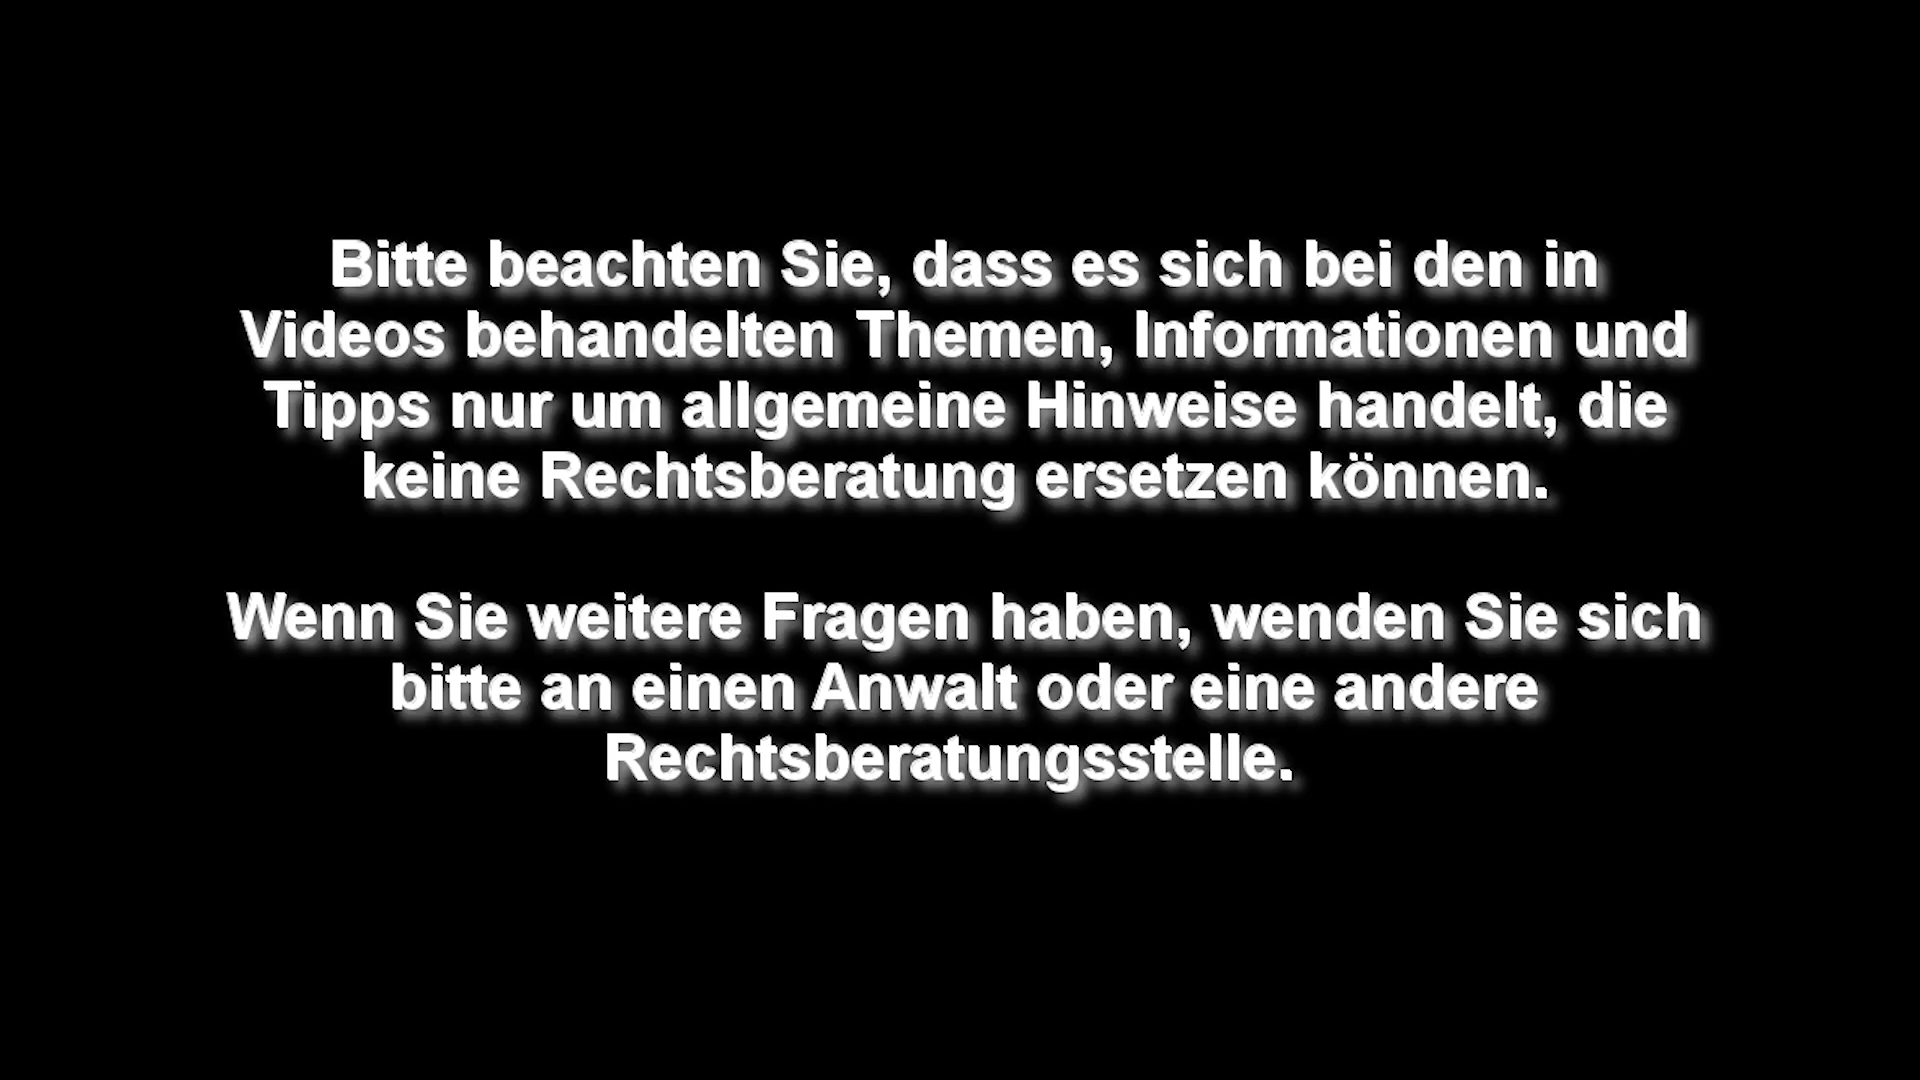 Bitte beachten Sie, dass es sich bei den in
Videos behandelten Themen, Informationen und
Tipps nur um allgemeine Hinweise handelt, die
keine Rechtsberatung ersetzen können.
Wenn Sie weitere Fragen haben, wenden Sie sich
bitte an einen Anwalt oder eine andere
Rechtsberatungsstelle.